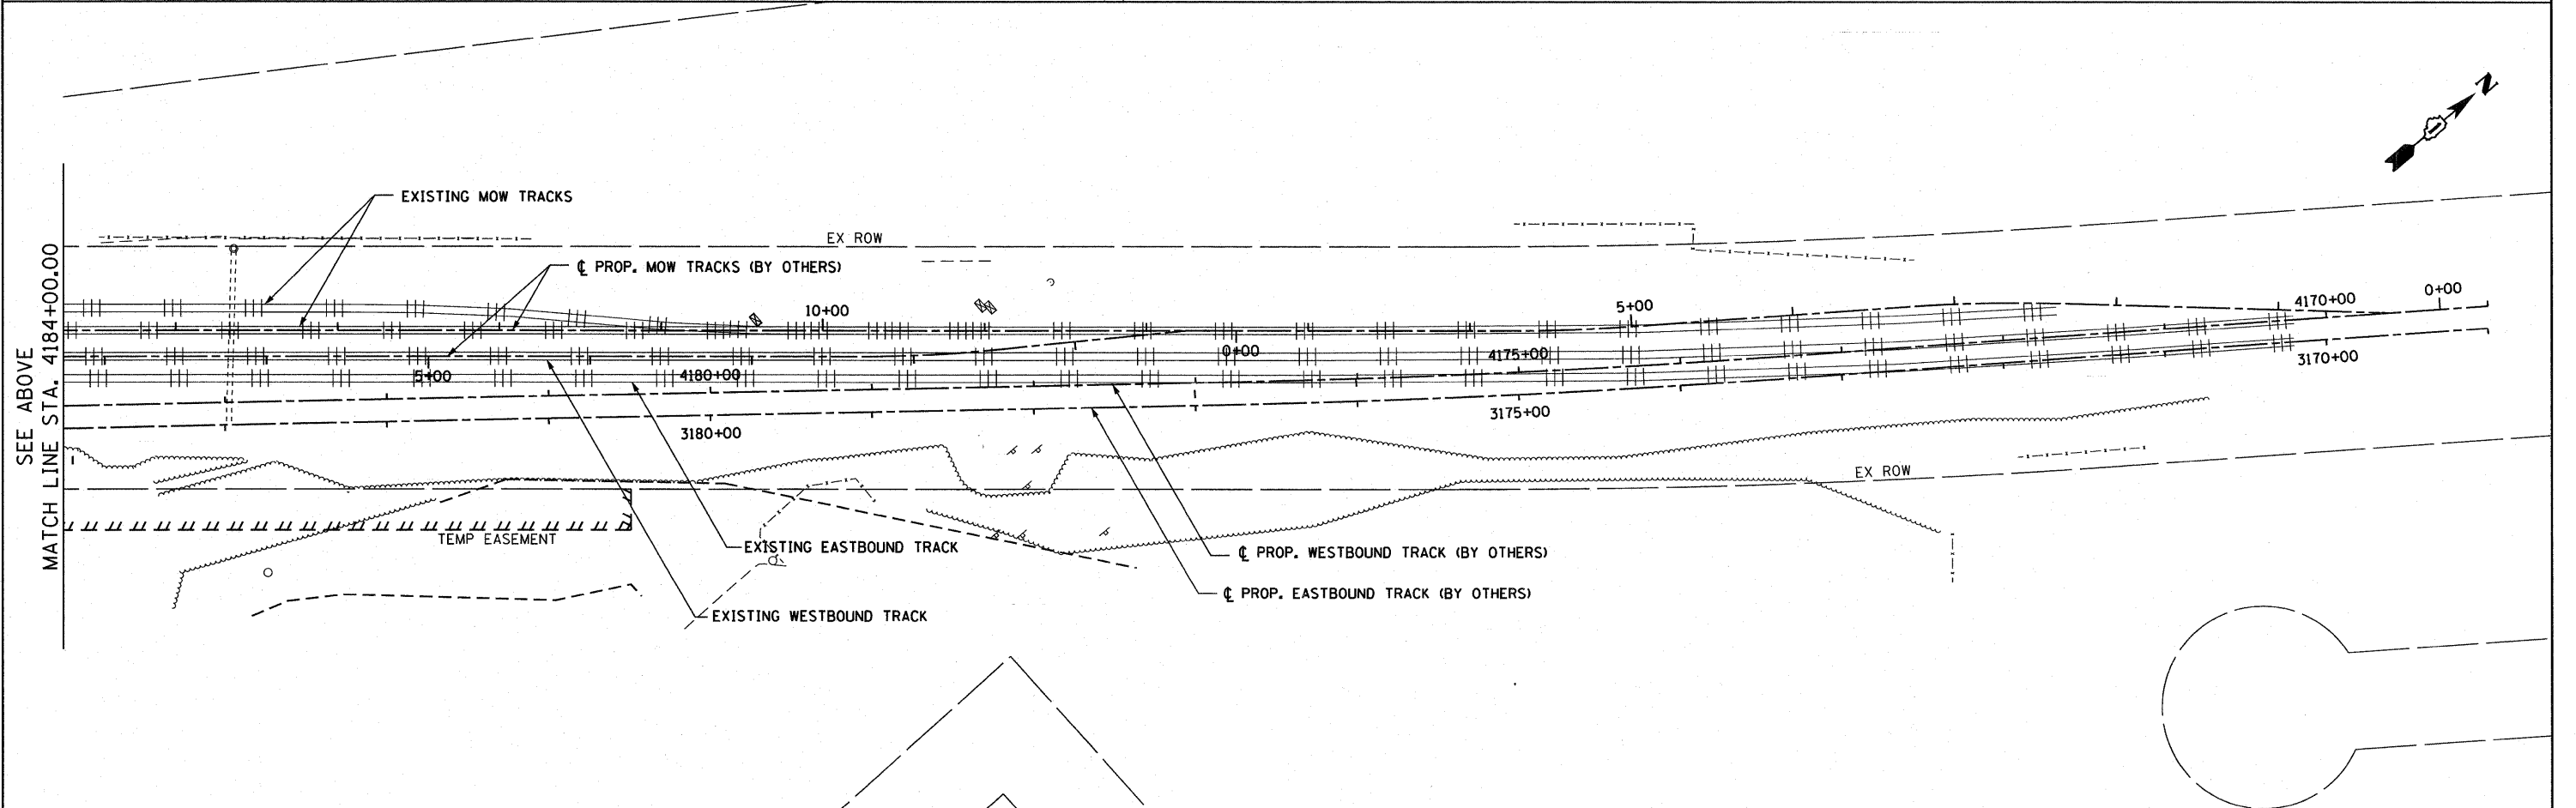 N
EXISTING MOW TRACKS
EX ROW
℄ PROP. MOW TRACKS (BY OTHERS)
10+00
5+00
4170+00
0+00
SEE ABOVE
MATCH LINE STA. 4184+00.00
0+00
4175+00
3170+00
5+00
4180+00
3175+00
3180+00
EX ROW
TEMP EASEMENT
EXISTING EASTBOUND TRACK
℄ PROP. WESTBOUND TRACK (BY OTHERS)
℄ PROP. EASTBOUND TRACK (BY OTHERS)
EXISTING WESTBOUND TRACK